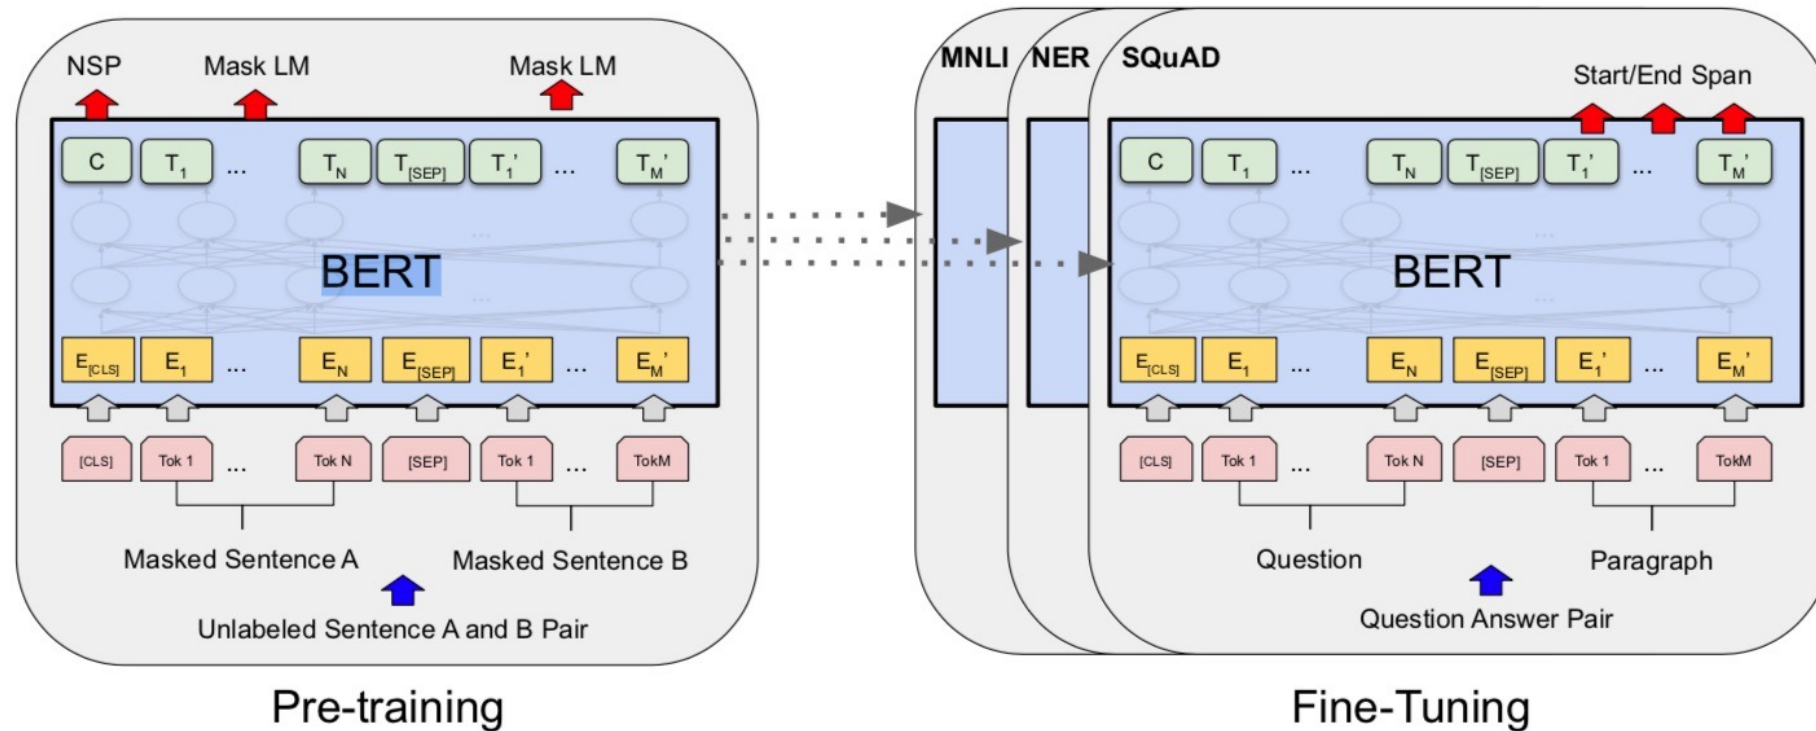 NSP Mask LM Mask LM
C T1 ... TN T[SEP] T1' ... TM'
...
BERT
...
E[CLS] E1 ... EN E[SEP] E1' ... EM'
[CLS] Tok 1 ... Tok N [SEP] Tok 1 ... TokM
Masked Sentence A Masked Sentence B
Unlabeled Sentence A and B Pair
Pre-training
MNLI NER SQuAD
Start/End Span
C T1 ... TN T[SEP] T1' ... TM'
...
BERT
...
E[CLS] E1 ... EN E[SEP] E1' ... EM'
[CLS] Tok 1 ... Tok N [SEP] Tok 1 ... TokM
Question Paragraph
Question Answer Pair
Fine-Tuning